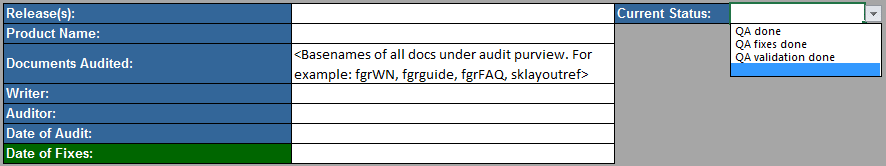 Release(s):
Current Status:
QA done
QA fixes done
QA validation done
Product Name:
Documents Audited:
<Basenames of all docs under audit purview. For
example: fgrWN, fgrguide, fgrFAQ, sklayoutref>
Writer:
Auditor:
Date of Audit:
Date of Fixes: